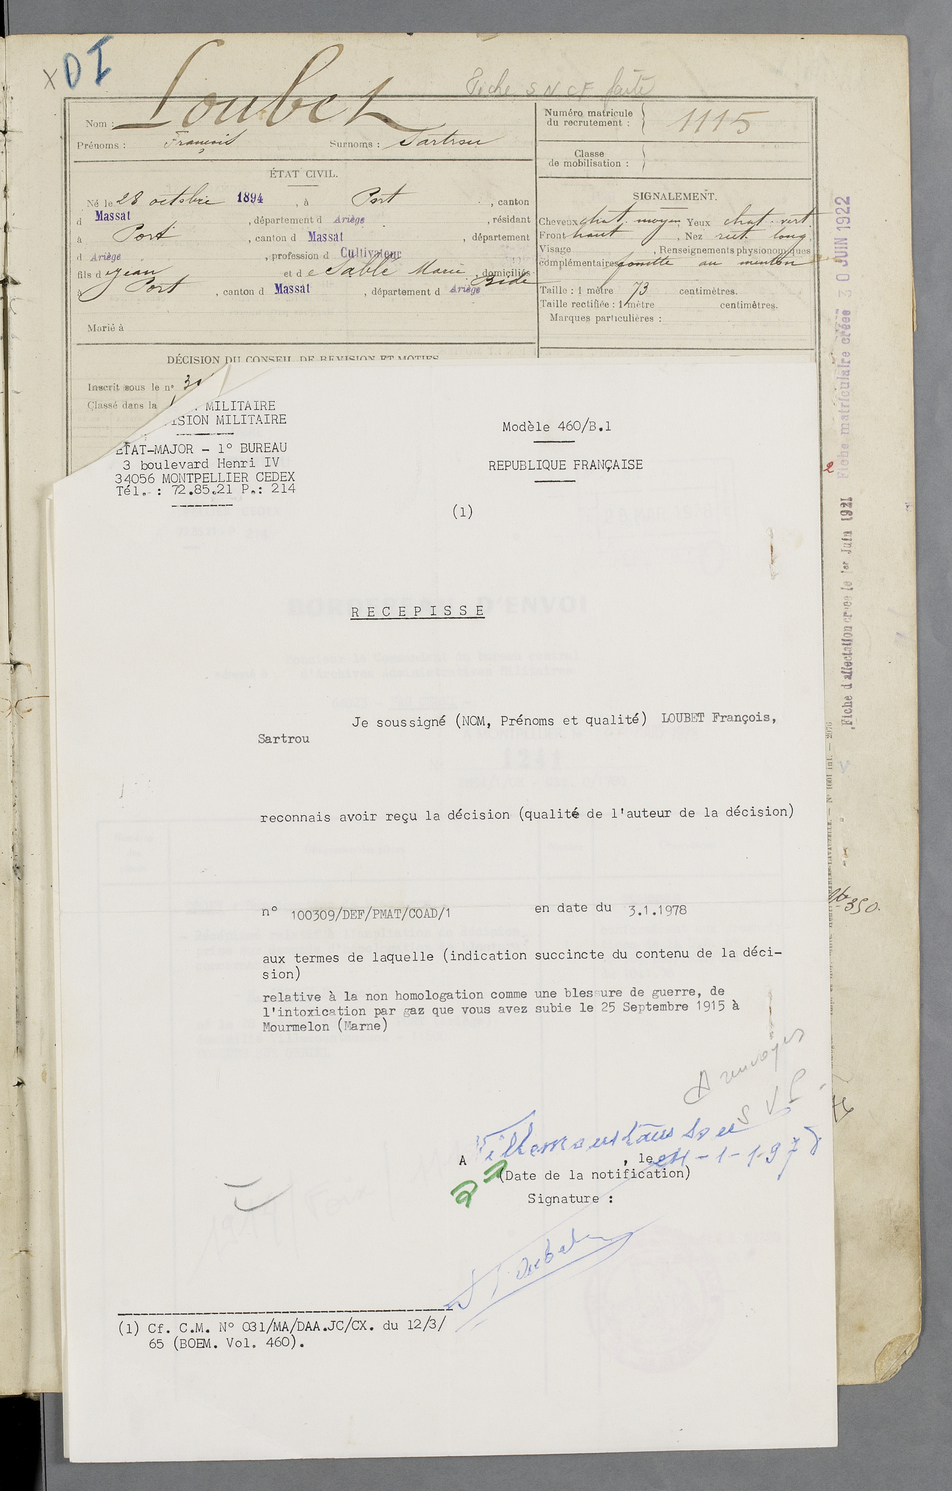 DI
Fiche SNCF faite
Nom : Loubet
Prénoms : François Surnoms : Sartrou
Numéro matricule du recrutement : 1115
Classe de mobilisation :
ÉTAT CIVIL.
Né le 28 octobre 1894, à Port, canton
d Massat, département d Ariège, résidant
à Port, canton d Massat, département
d Ariège, profession d Cultivateur
fils d Jean et de Sablé Marie, domiciliés
à Port, canton d Massat, département d Ariège
Marié à
SIGNALEMENT.
Cheveux chat. moyen Yeux chat. vert
Front haut, Nez rect. long
Visage , Renseignements physionomiques
complémentaires fossette au menton
Taille : 1 mètre 73 centimètres.
Taille rectifiée : 1 mètre centimètres.
Marques particulières :
DÉCISION DU CONSEIL DE REVISION ET MOTIFS.
Inscrit sous le n°
Classé dans la
MILITAIRE
ISION MILITAIRE
ETAT-MAJOR - 1° BUREAU
3 boulevard Henri IV
34056 MONTPELLIER CEDEX
Tél. : 72.85.21 P.: 214
Modèle 460/B.1
REPUBLIQUE FRANÇAISE
(1)
RECEPISSE
Je soussigné (NOM, Prénoms et qualité) LOUBET François,
Sartrou
reconnais avoir reçu la décision (qualité de l'auteur de la décision)
n° 100309/DEF/PMAT/COAD/1 en date du 3.1.1978
aux termes de laquelle (indication succincte du contenu de la déci-
sion)
relative à la non homologation comme une blessure de guerre, de
l'intoxication par gaz que vous avez subie le 25 Septembre 1915 à
Mourmelon (Marne)
A renvoyer
S V P
A Villemoustaussou, le 24-1-1978
22
(Date de la notification)
Signature :
Loubet
(1) Cf. C.M. N° 031/MA/DAA.JC/CX. du 12/3/
65 (BOEM. Vol. 460).
Fiche matriculaire créée 30 JUIN 1922
Fiche d'affectation créée le 1er Juin 1921
350.